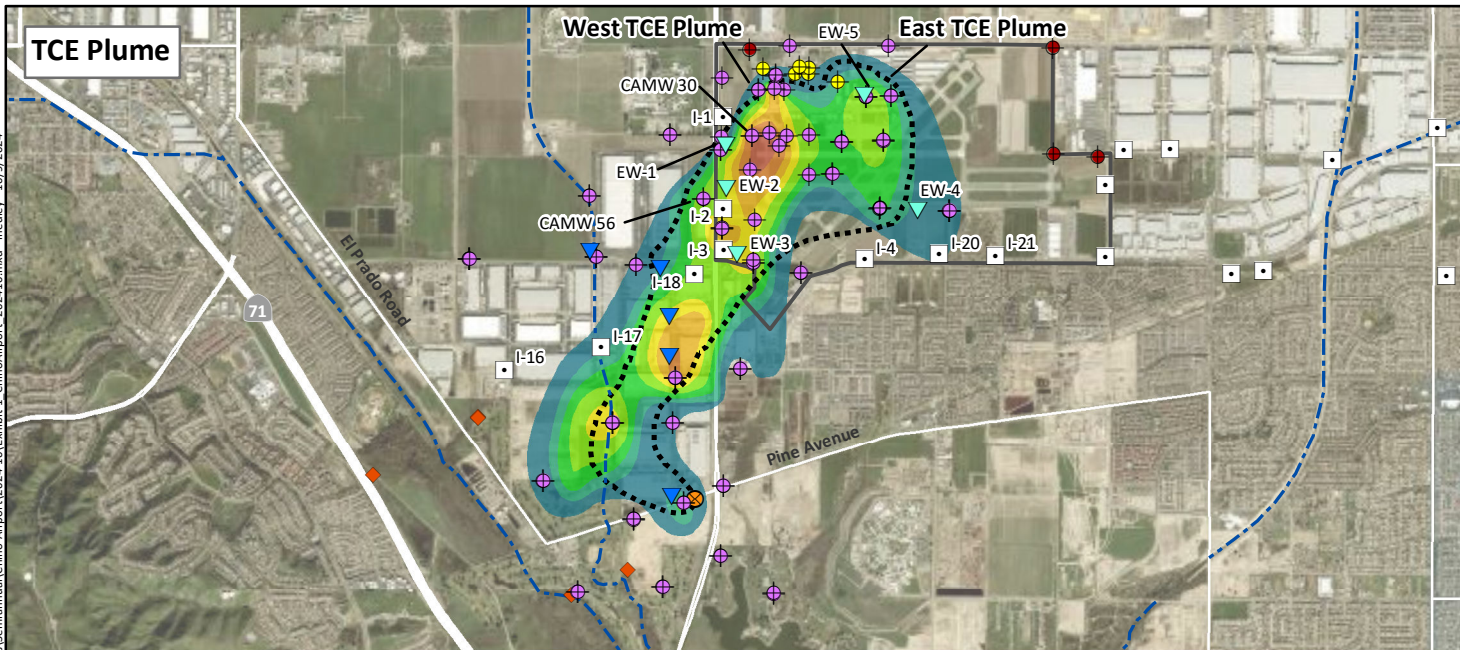 TCE Plume
West TCE Plume
East TCE Plume
EW-5
CAMW 30
I-1
EW-1
EW-2
CAMW 56
I-2
EW-4
I-3
EW-3
I-4
I-20
I-21
I-18
El Prado Road
71
I-17
I-16
Pine Avenue